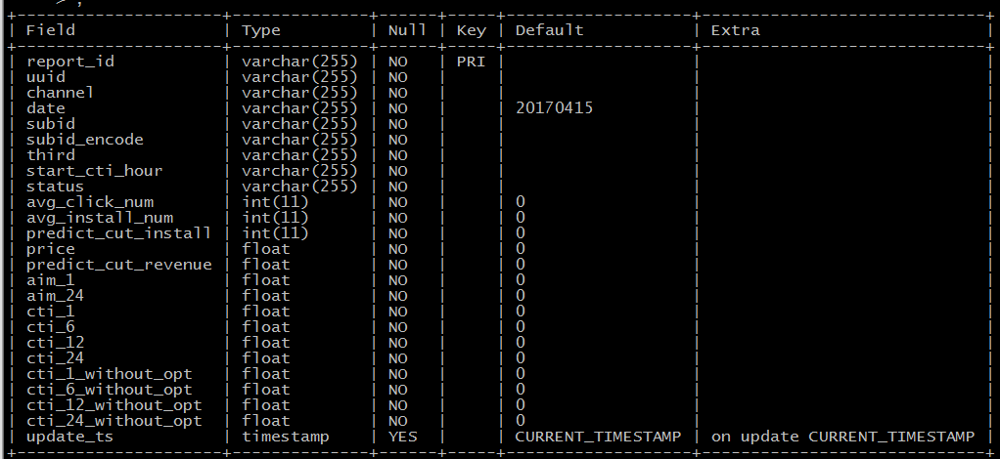 > ;
+----------------------+--------------+------+-----+-------------------+-----------------------------+
| Field | Type | Null | Key | Default | Extra |
+----------------------+--------------+------+-----+-------------------+-----------------------------+
| report_id | varchar(255) | NO | PRI | | |
| uuid | varchar(255) | NO | | | |
| channel | varchar(255) | NO | | | |
| date | varchar(255) | NO | | 20170415 | |
| subid | varchar(255) | NO | | | |
| subid_encode | varchar(255) | NO | | | |
| third | varchar(255) | NO | | | |
| start_cti_hour | varchar(255) | NO | | | |
| status | varchar(255) | NO | | | |
| avg_click_num | int(11) | NO | | 0 | |
| avg_install_num | int(11) | NO | | 0 | |
| predict_cut_install | int(11) | NO | | 0 | |
| price | float | NO | | 0 | |
| predict_cut_revenue | float | NO | | 0 | |
| aim_1 | float | NO | | 0 | |
| aim_24 | float | NO | | 0 | |
| cti_1 | float | NO | | 0 | |
| cti_6 | float | NO | | 0 | |
| cti_12 | float | NO | | 0 | |
| cti_24 | float | NO | | 0 | |
| cti_1_without_opt | float | NO | | 0 | |
| cti_6_without_opt | float | NO | | 0 | |
| cti_12_without_opt | float | NO | | 0 | |
| cti_24_without_opt | float | NO | | 0 | |
| update_ts | timestamp | YES | | CURRENT_TIMESTAMP | on update CURRENT_TIMESTAMP |
+----------------------+--------------+------+-----+-------------------+-----------------------------+